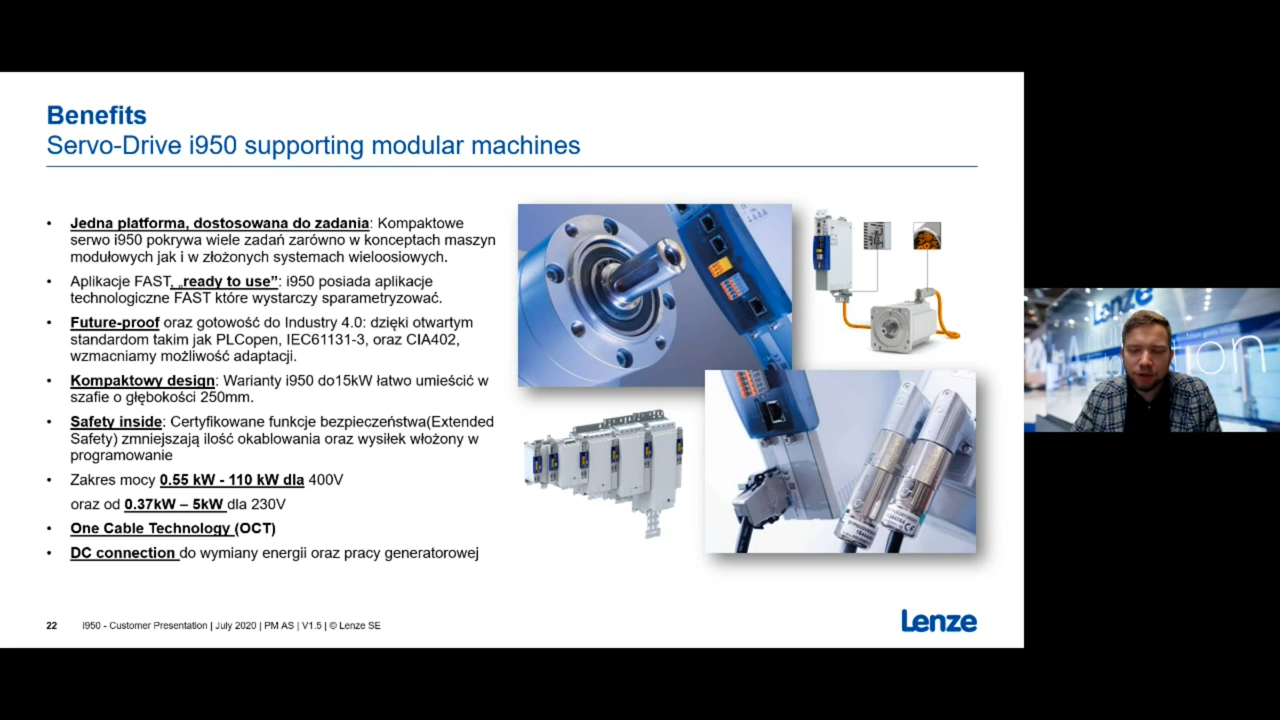 Benefits
Servo-Drive i950 supporting modular machines
• Jedna platforma, dostosowana do zadania: Kompaktowe
serwo i950 pokrywa wiele zadań zarówno w konceptach maszyn
modułowych jak i w złożonych systemach wieloosiowych.
• Aplikacje FAST, „ready to use”: i950 posiada aplikacje
technologiczne FAST które wystarczy sparametryzować.
• Future-proof oraz gotowość do Industry 4.0: dzięki otwartym
standardom takim jak PLCopen, IEC61131-3, oraz CIA402,
wzmacniamy możliwość adaptacji.
• Kompaktowy design: Warianty i950 do15kW łatwo umieścić w
szafie o głębokości 250mm.
• Safety inside: Certyfikowane funkcje bezpieczeństwa(Extended
Safety) zmniejszają ilość okablowania oraz wysiłek włożony w
programowanie
• Zakres mocy 0.55 kW - 110 kW dla 400V
oraz od 0.37kW – 5kW dla 230V
• One Cable Technology (OCT)
• DC connection do wymiany energii oraz pracy generatorowej
22 i950 - Customer Presentation | July 2020 | PM AS | V1.5 | © Lenze SE
Lenze
Lenze